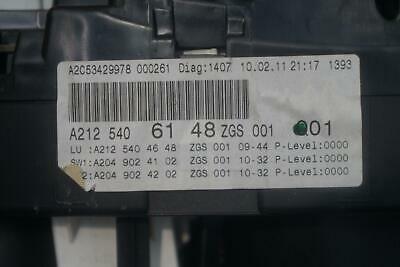 A2053429978 000261 Diag:1407 10.02.11 21:17 1393
A212 540 61 48 ZGS 001 001
LU :A212 540 46 48 ZGS 001 09-44 P-Level:0000
SW1:A204 902 41 02 ZGS 001 10-32 P-Level:0000
2:A204 902 42 02 ZGS 001 10-32 P-Level:0000